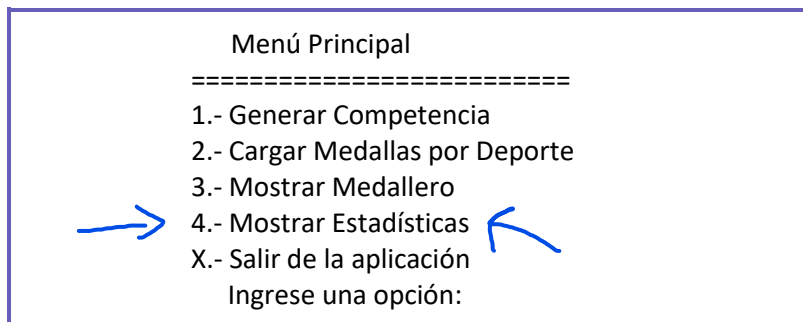 Menú Principal
==========================
1.- Generar Competencia
2.- Cargar Medallas por Deporte
3.- Mostrar Medallero
4.- Mostrar Estadísticas
X.- Salir de la aplicación
Ingrese una opción: